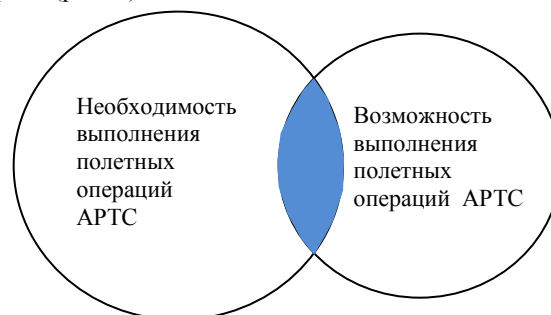 Необходимость
выполнения
полетных
операций
АРТС
Возможность
выполнения
полетных
операций АРТС